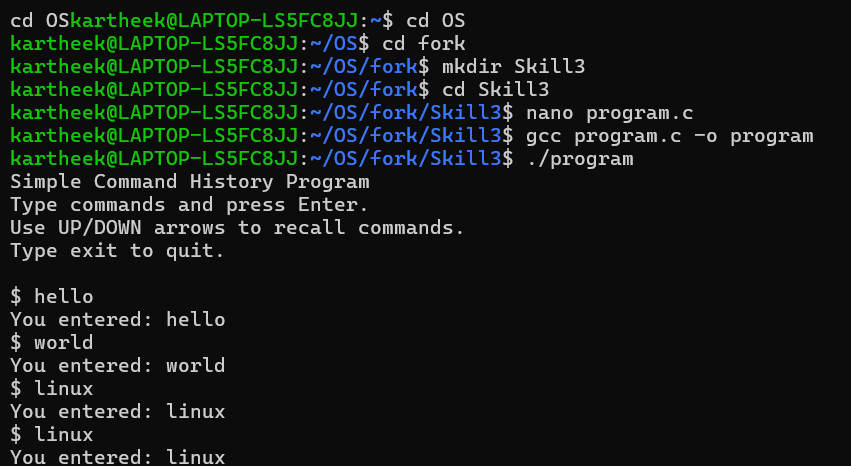 cd OSkartheek@LAPTOP-LS5FC8JJ:~$ cd OS
kartheek@LAPTOP-LS5FC8JJ:~/OS$ cd fork
kartheek@LAPTOP-LS5FC8JJ:~/OS/fork$ mkdir Skill3
kartheek@LAPTOP-LS5FC8JJ:~/OS/fork$ cd Skill3
kartheek@LAPTOP-LS5FC8JJ:~/OS/fork/Skill3$ nano program.c
kartheek@LAPTOP-LS5FC8JJ:~/OS/fork/Skill3$ gcc program.c -o program
kartheek@LAPTOP-LS5FC8JJ:~/OS/fork/Skill3$ ./program
Simple Command History Program
Type commands and press Enter.
Use UP/DOWN arrows to recall commands.
Type exit to quit.
$ hello
You entered: hello
$ world
You entered: world
$ linux
You entered: linux
$ linux
You entered: linux